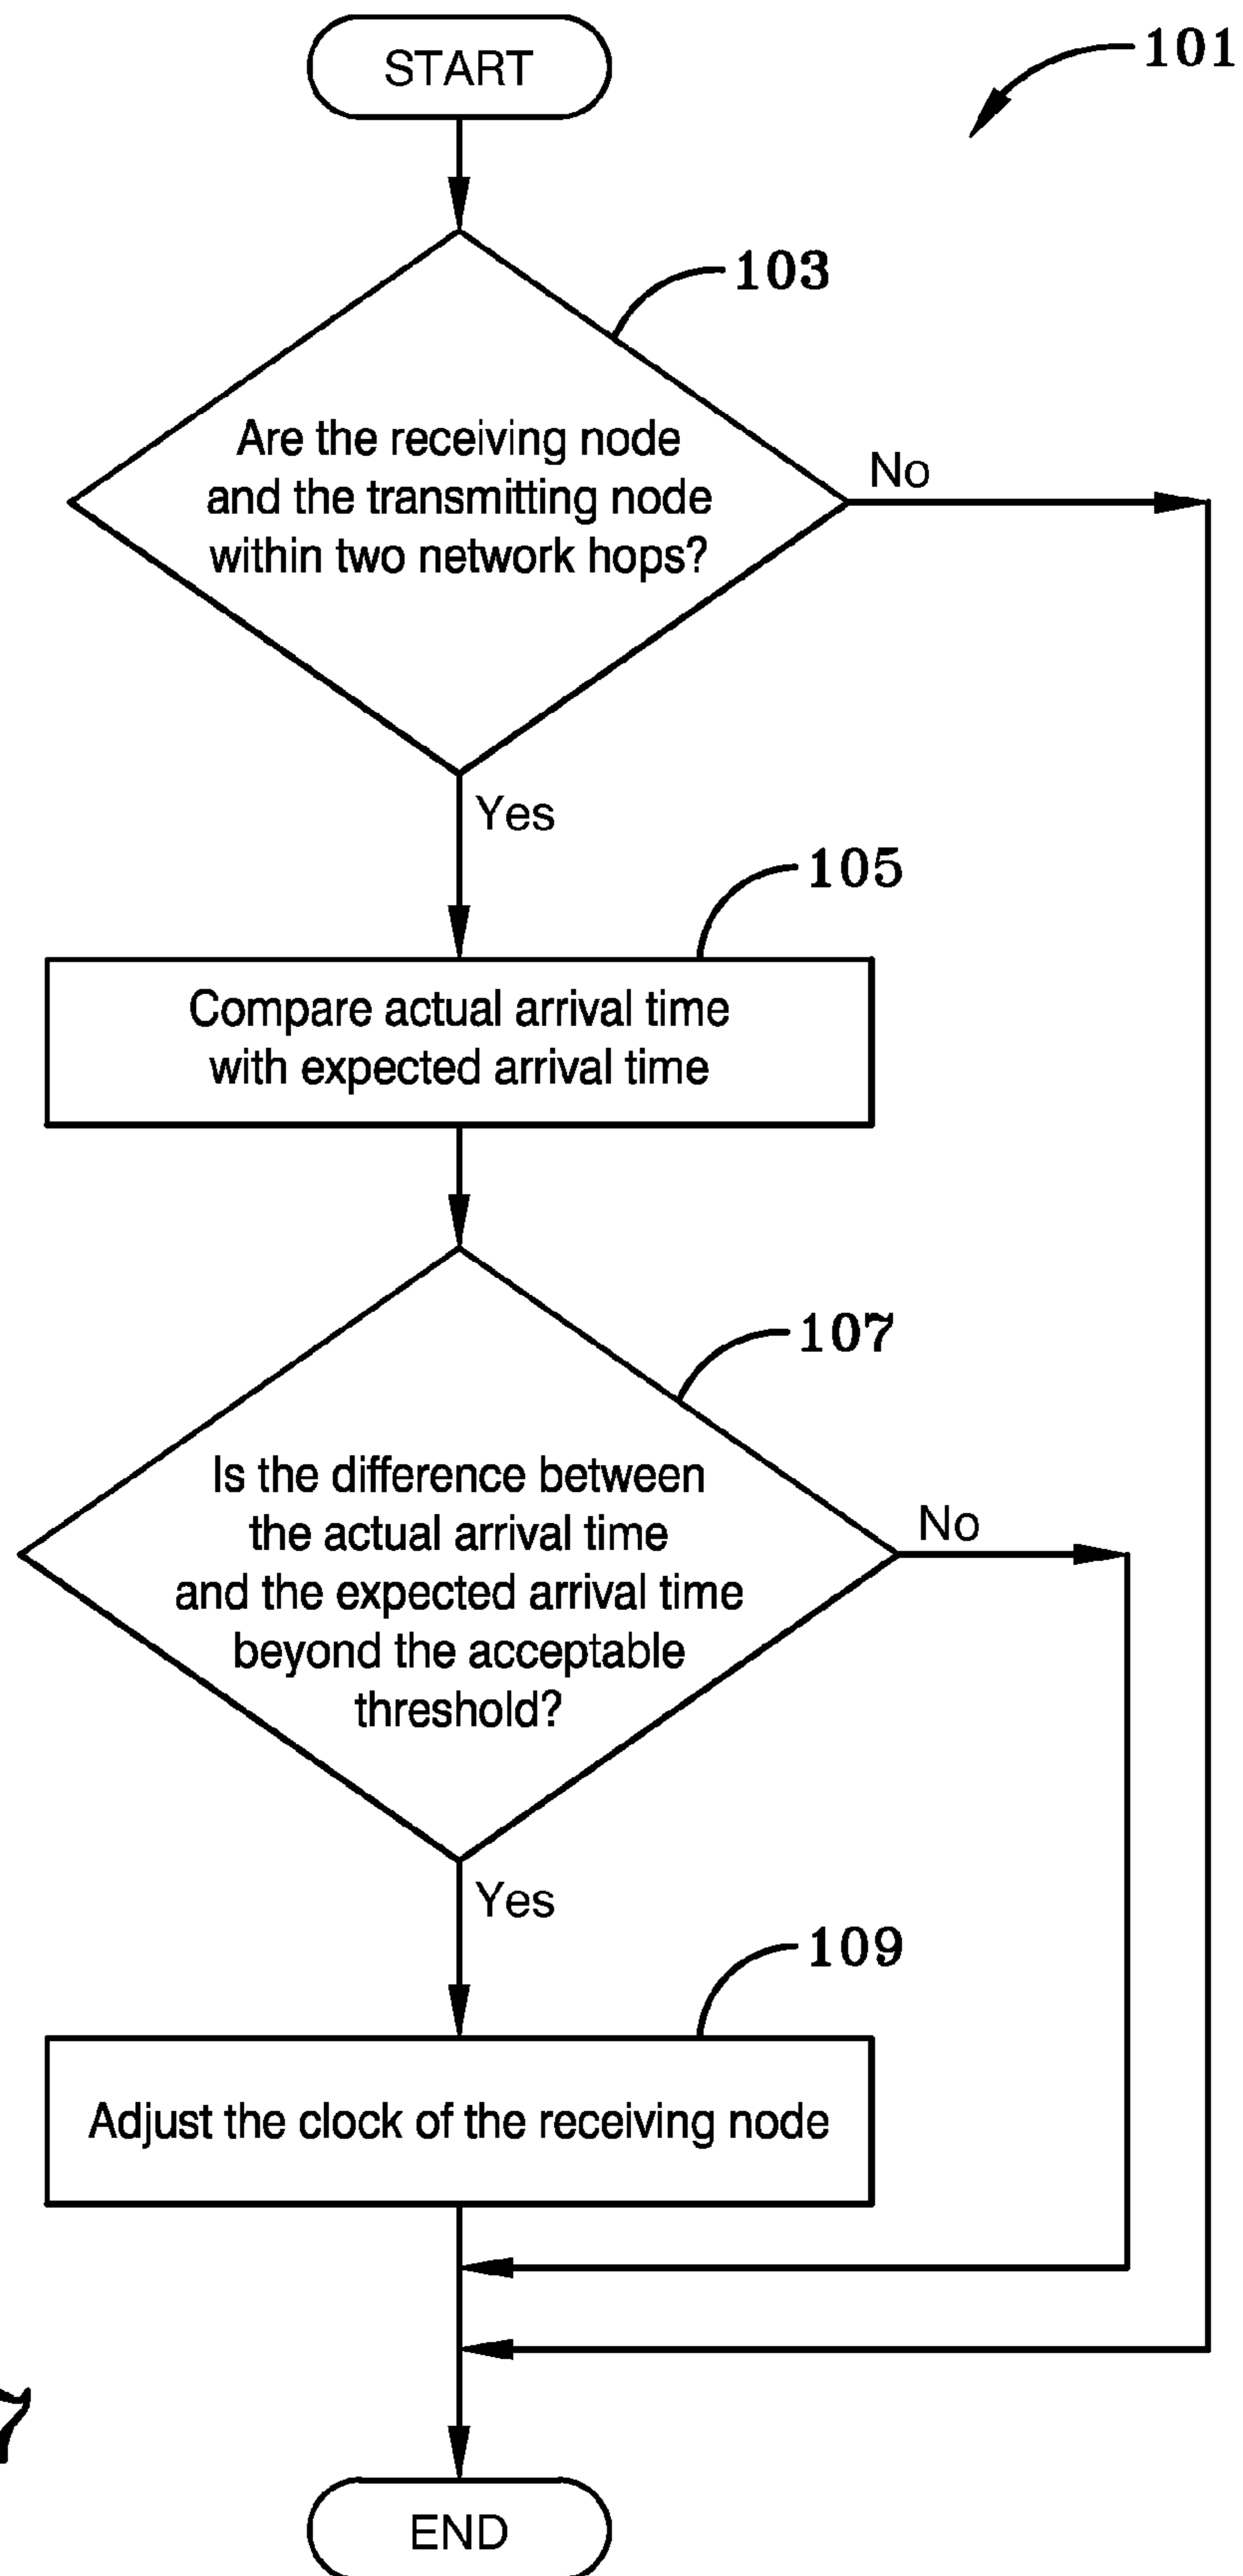 START
101
103
Are the receiving node
and the transmitting node
within two network hops?
No
Yes
105
Compare actual arrival time
with expected arrival time
107
Is the difference between
the actual arrival time
and the expected arrival time
beyond the acceptable
threshold?
No
Yes
109
Adjust the clock of the receiving node
7
END